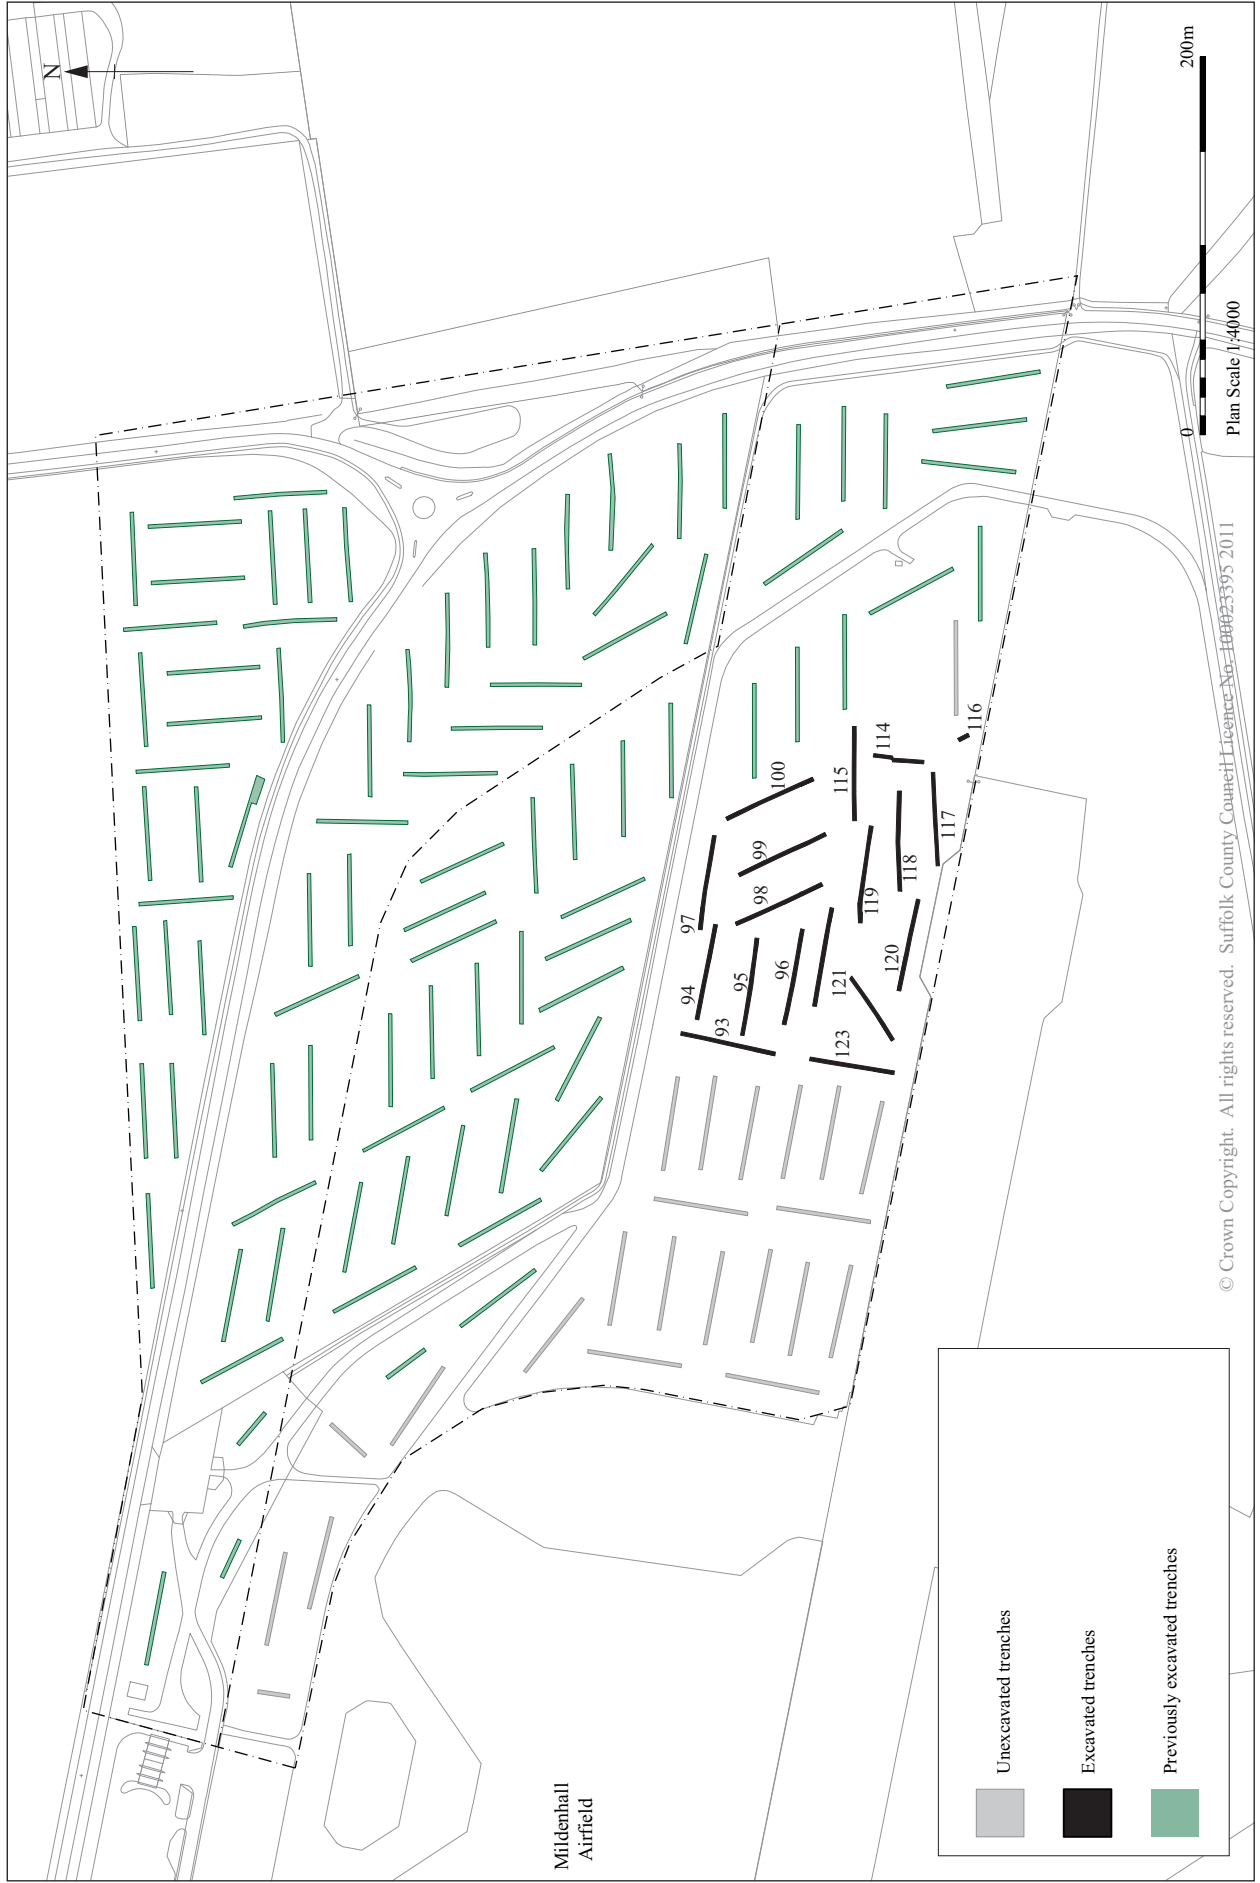 N
97
94
93
95
98
99
100
96
121
123
115
119
114
118
120
117
116
Mildenhall
Airfield
Unexcavated trenches
Excavated trenches
Previously excavated trenches
0
200m
Plan Scale 1:4000
© Crown Copyright. All rights reserved. Suffolk County Council Licence No. 100023395 2011